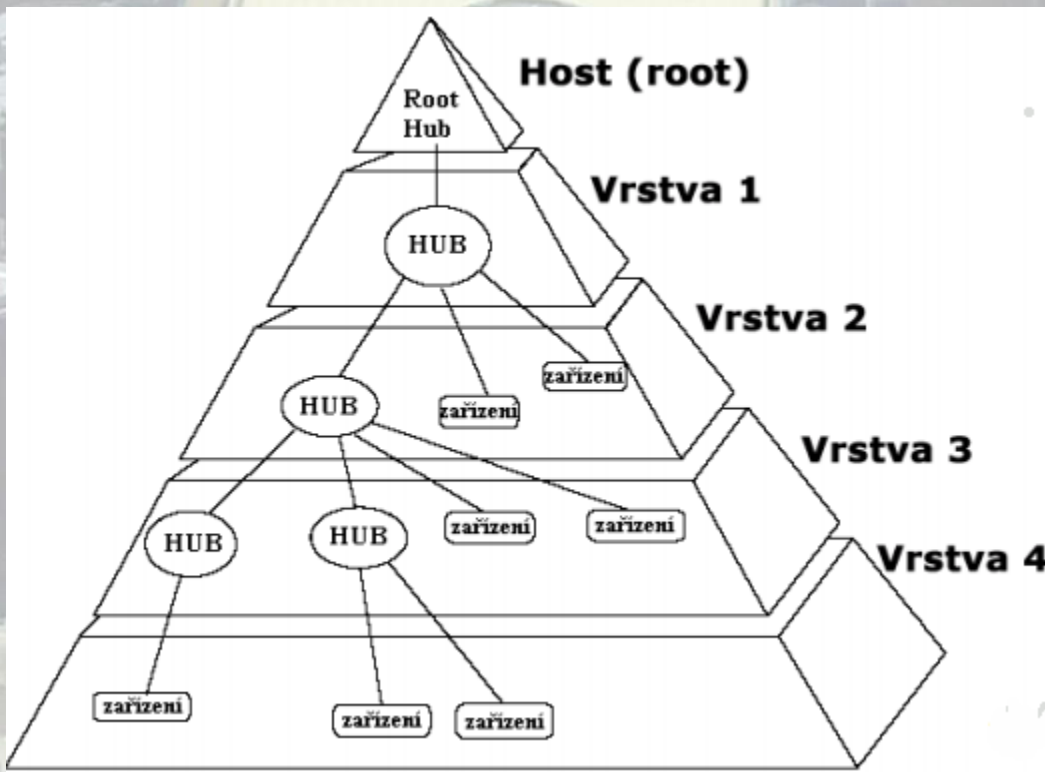 Host (root)
Root
Hub
Vrstva 1
HUB
Vrstva 2
zařízení
HUB
zařízení
Vrstva 3
HUB
HUB
zařízení
zařízení
Vrstva 4
zařízení
zařízení
zařízení